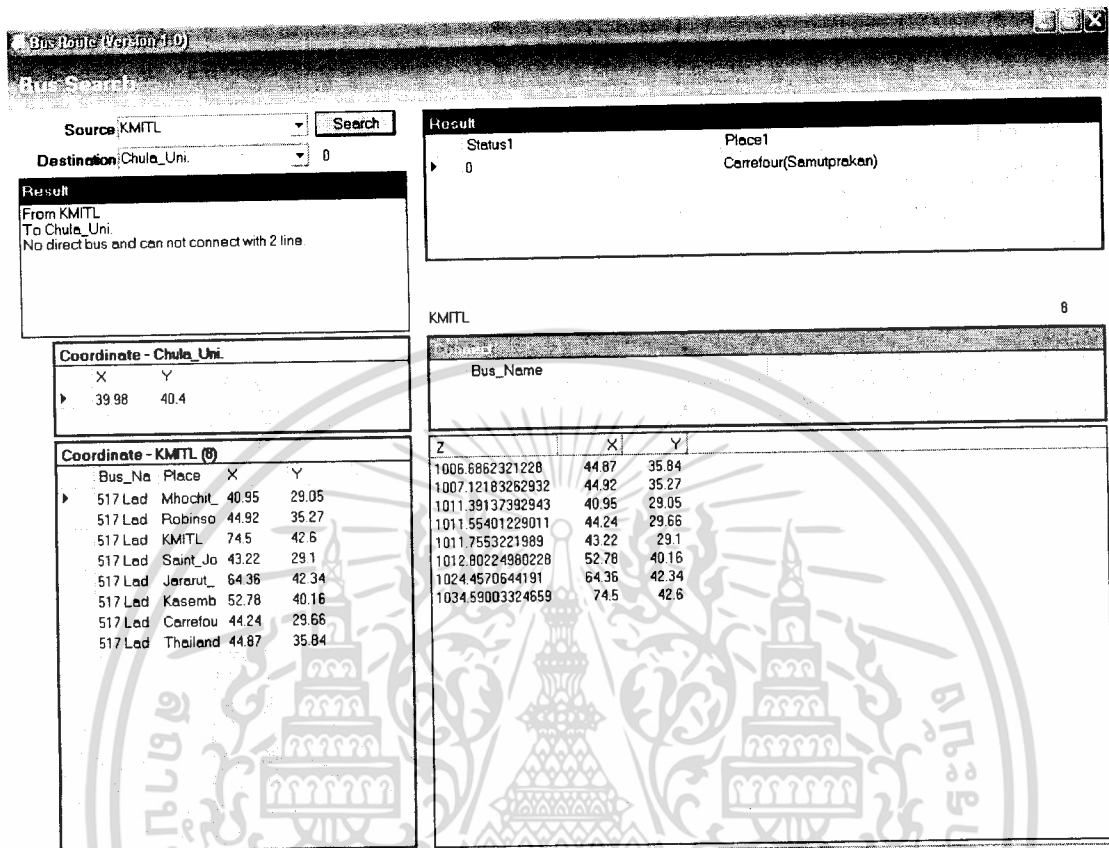 Bus Route (Version 1.0)
Bus Search
Source KMITL Search
Destination Chula_Uni. 0
Result
From KMITL
To Chula_Uni.
No direct bus and can not connect with 2 line.
Result
Status1 Place1
0 Carrefour(Samutprakan)
KMITL 8
Bus_Name
Coordinate - Chula_Uni.
X Y
39.98 40.4
Coordinate - KMITL (8)
Bus_Na Place X Y
517 Lad Mhochit_ 40.95 29.05
517 Lad Robinso 44.92 35.27
517 Lad KMITL 74.5 42.6
517 Lad Saint_Jo 43.22 29.1
517 Lad Jararut_ 64.36 42.34
517 Lad Kasemb 52.78 40.16
517 Lad Carrefou 44.24 29.66
517 Lad Thailand 44.87 35.84
Z X Y
1006.6862321228 44.87 35.84
1007.12183262932 44.92 35.27
1011.39137392943 40.95 29.05
1011.55401229011 44.24 29.66
1011.7553221989 43.22 29.1
1012.80224980228 52.78 40.16
1024.4570644191 64.36 42.34
1034.59003324659 74.5 42.6